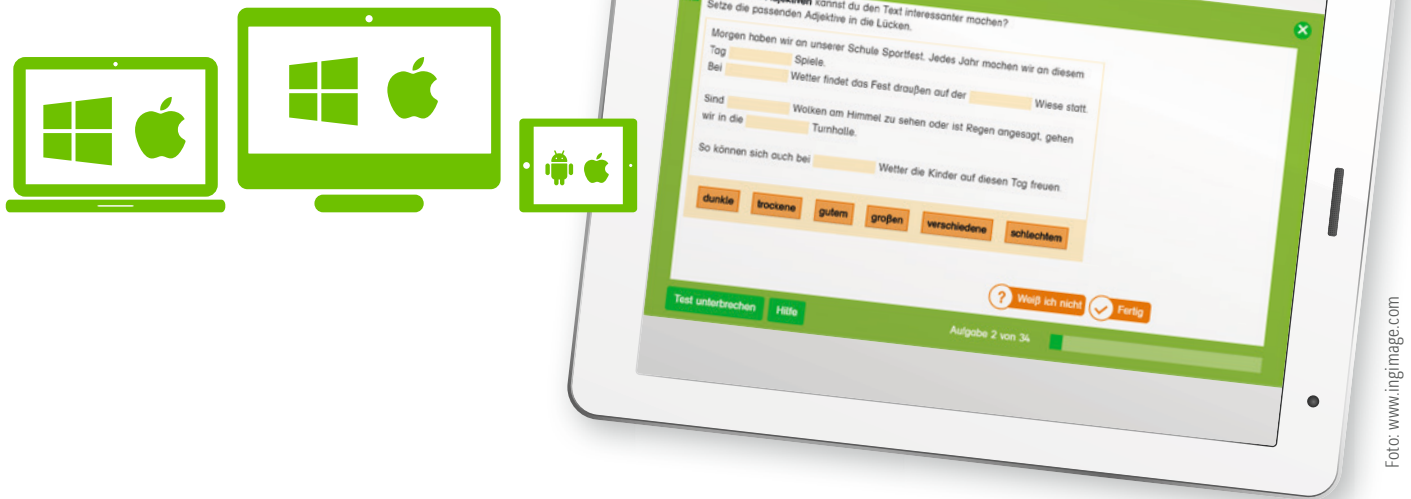 Adjektiven kannst du den Text interessanter machen?
Setze die passenden Adjektive in die Lücken.
Morgen haben wir an unserer Schule Sportfest. Jedes Jahr machen wir an diesem
Tag Spiele.
Bei Wetter findet das Fest draußen auf der Wiese statt.
Sind Wolken am Himmel zu sehen oder ist Regen angesagt, gehen
wir in die Turnhalle.
So können sich auch bei Wetter die Kinder auf diesen Tag freuen.
dunkle trockene gutem großen verschiedene schlechtem
? Weiß ich nicht Fertig
Test unterbrechen Hilfe
Aufgabe 2 von 34
Foto: www.ingimage.com